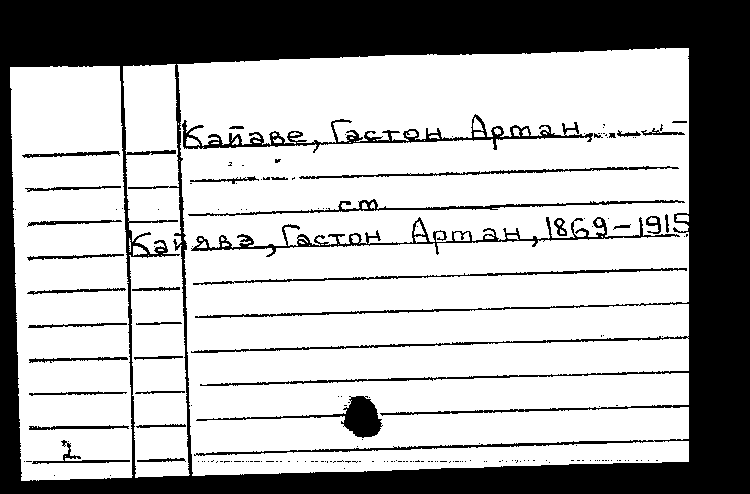 Кайаве, Гастон Арман,
см.
Кайявэ, Гастон Арман, 1869-1915